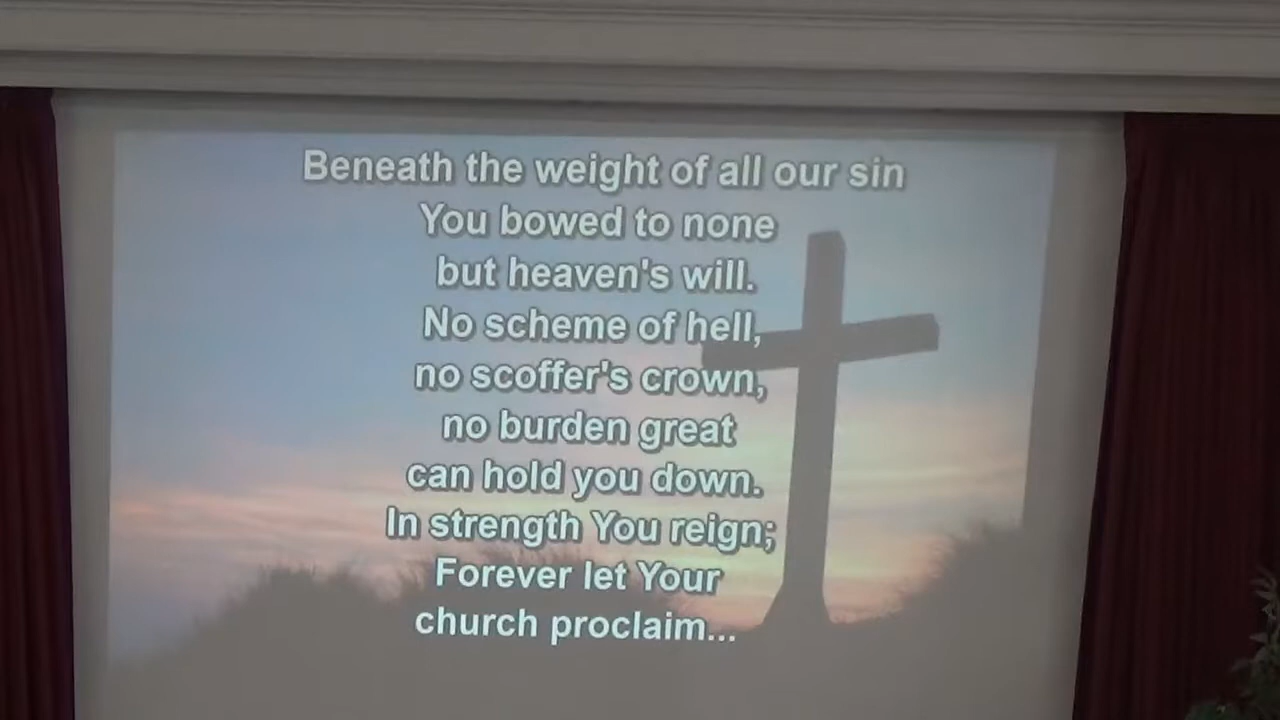 Beneath the weight of all our sin
You bowed to none
but heaven's will.
No scheme of hell,
no scoffer's crown,
no burden great
can hold you down.
In strength You reign;
Forever let Your
church proclaim...